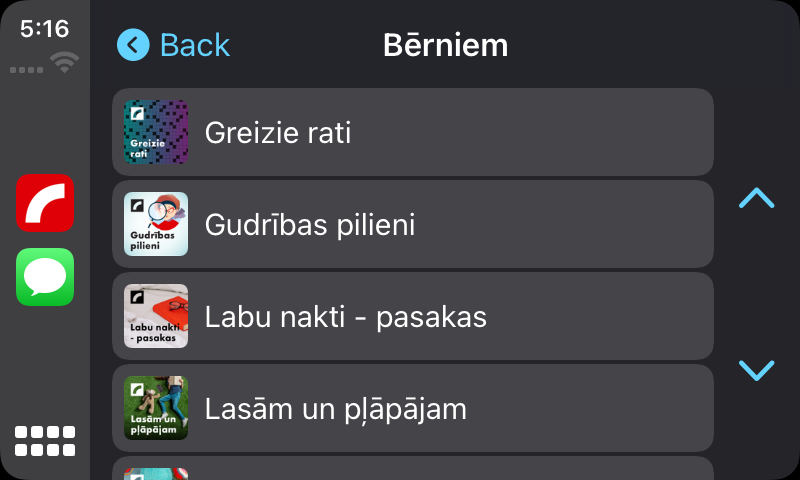 5:16
Back
Bērniem
Greizie
rati
Greizie rati
Gudrības
pilieni
Gudrības pilieni
Labu nakti
- pasakas
Labu nakti - pasakas
Lasām un
pļāpājam
Lasām un pļāpājam